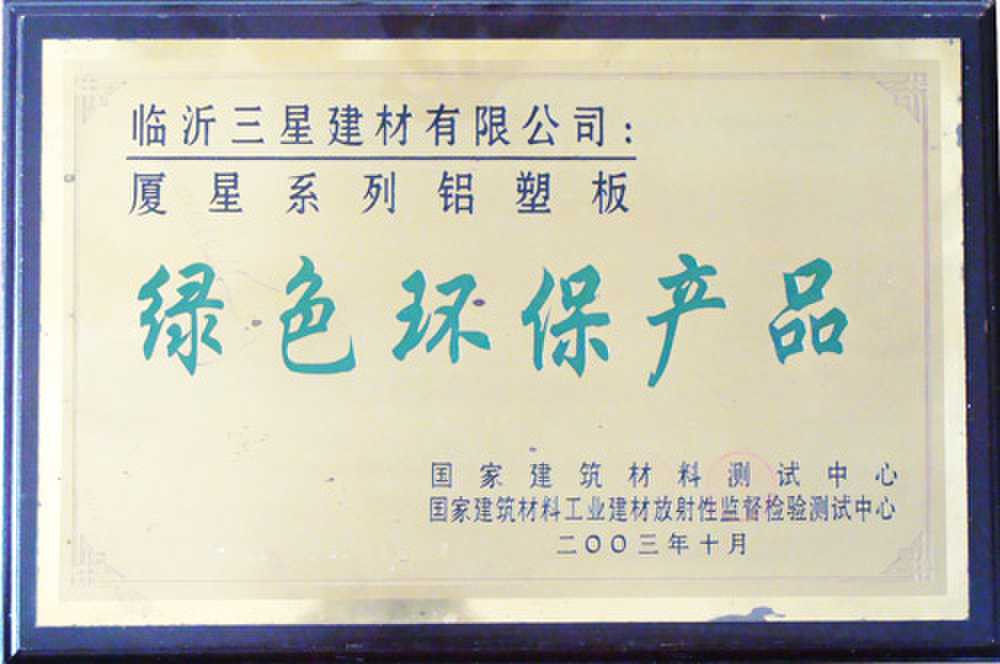 临沂三星建材有限公司:
厦星系列铝塑板
绿色环保产品
国家建筑材料测试中心
国家建筑材料工业建材放射性监督检验测试中心
二〇〇三年十月